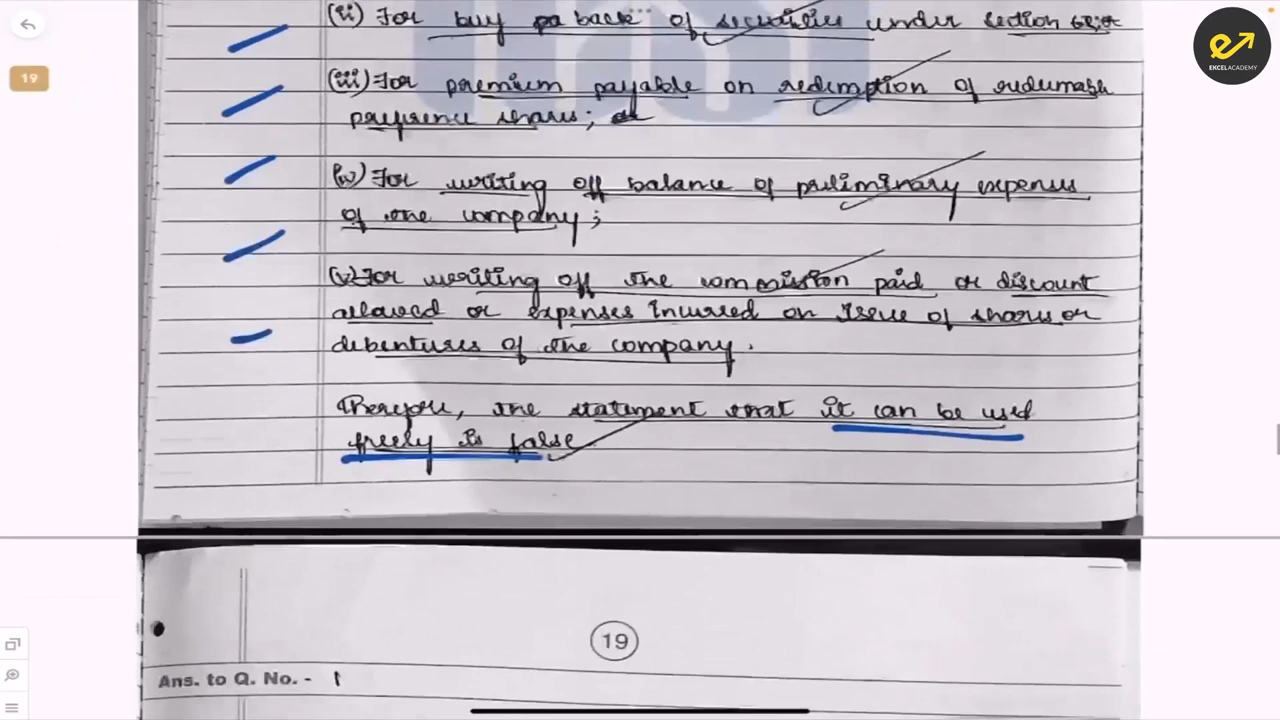 (ii) For buy back of securities under section 68;
(iii) For premium payable on redemption of redeemable
preference shares;
(iv) For writing off balance of preliminary expenses
of the company;
(v) For writing off the commission paid or discount
allowed or expenses incurred on issue of shares or
debentures of the company.
Therefore, the statement that it can be used
freely is false
19
19
Ans. to Q. No. - 1
e
EKCEL ACADEMY